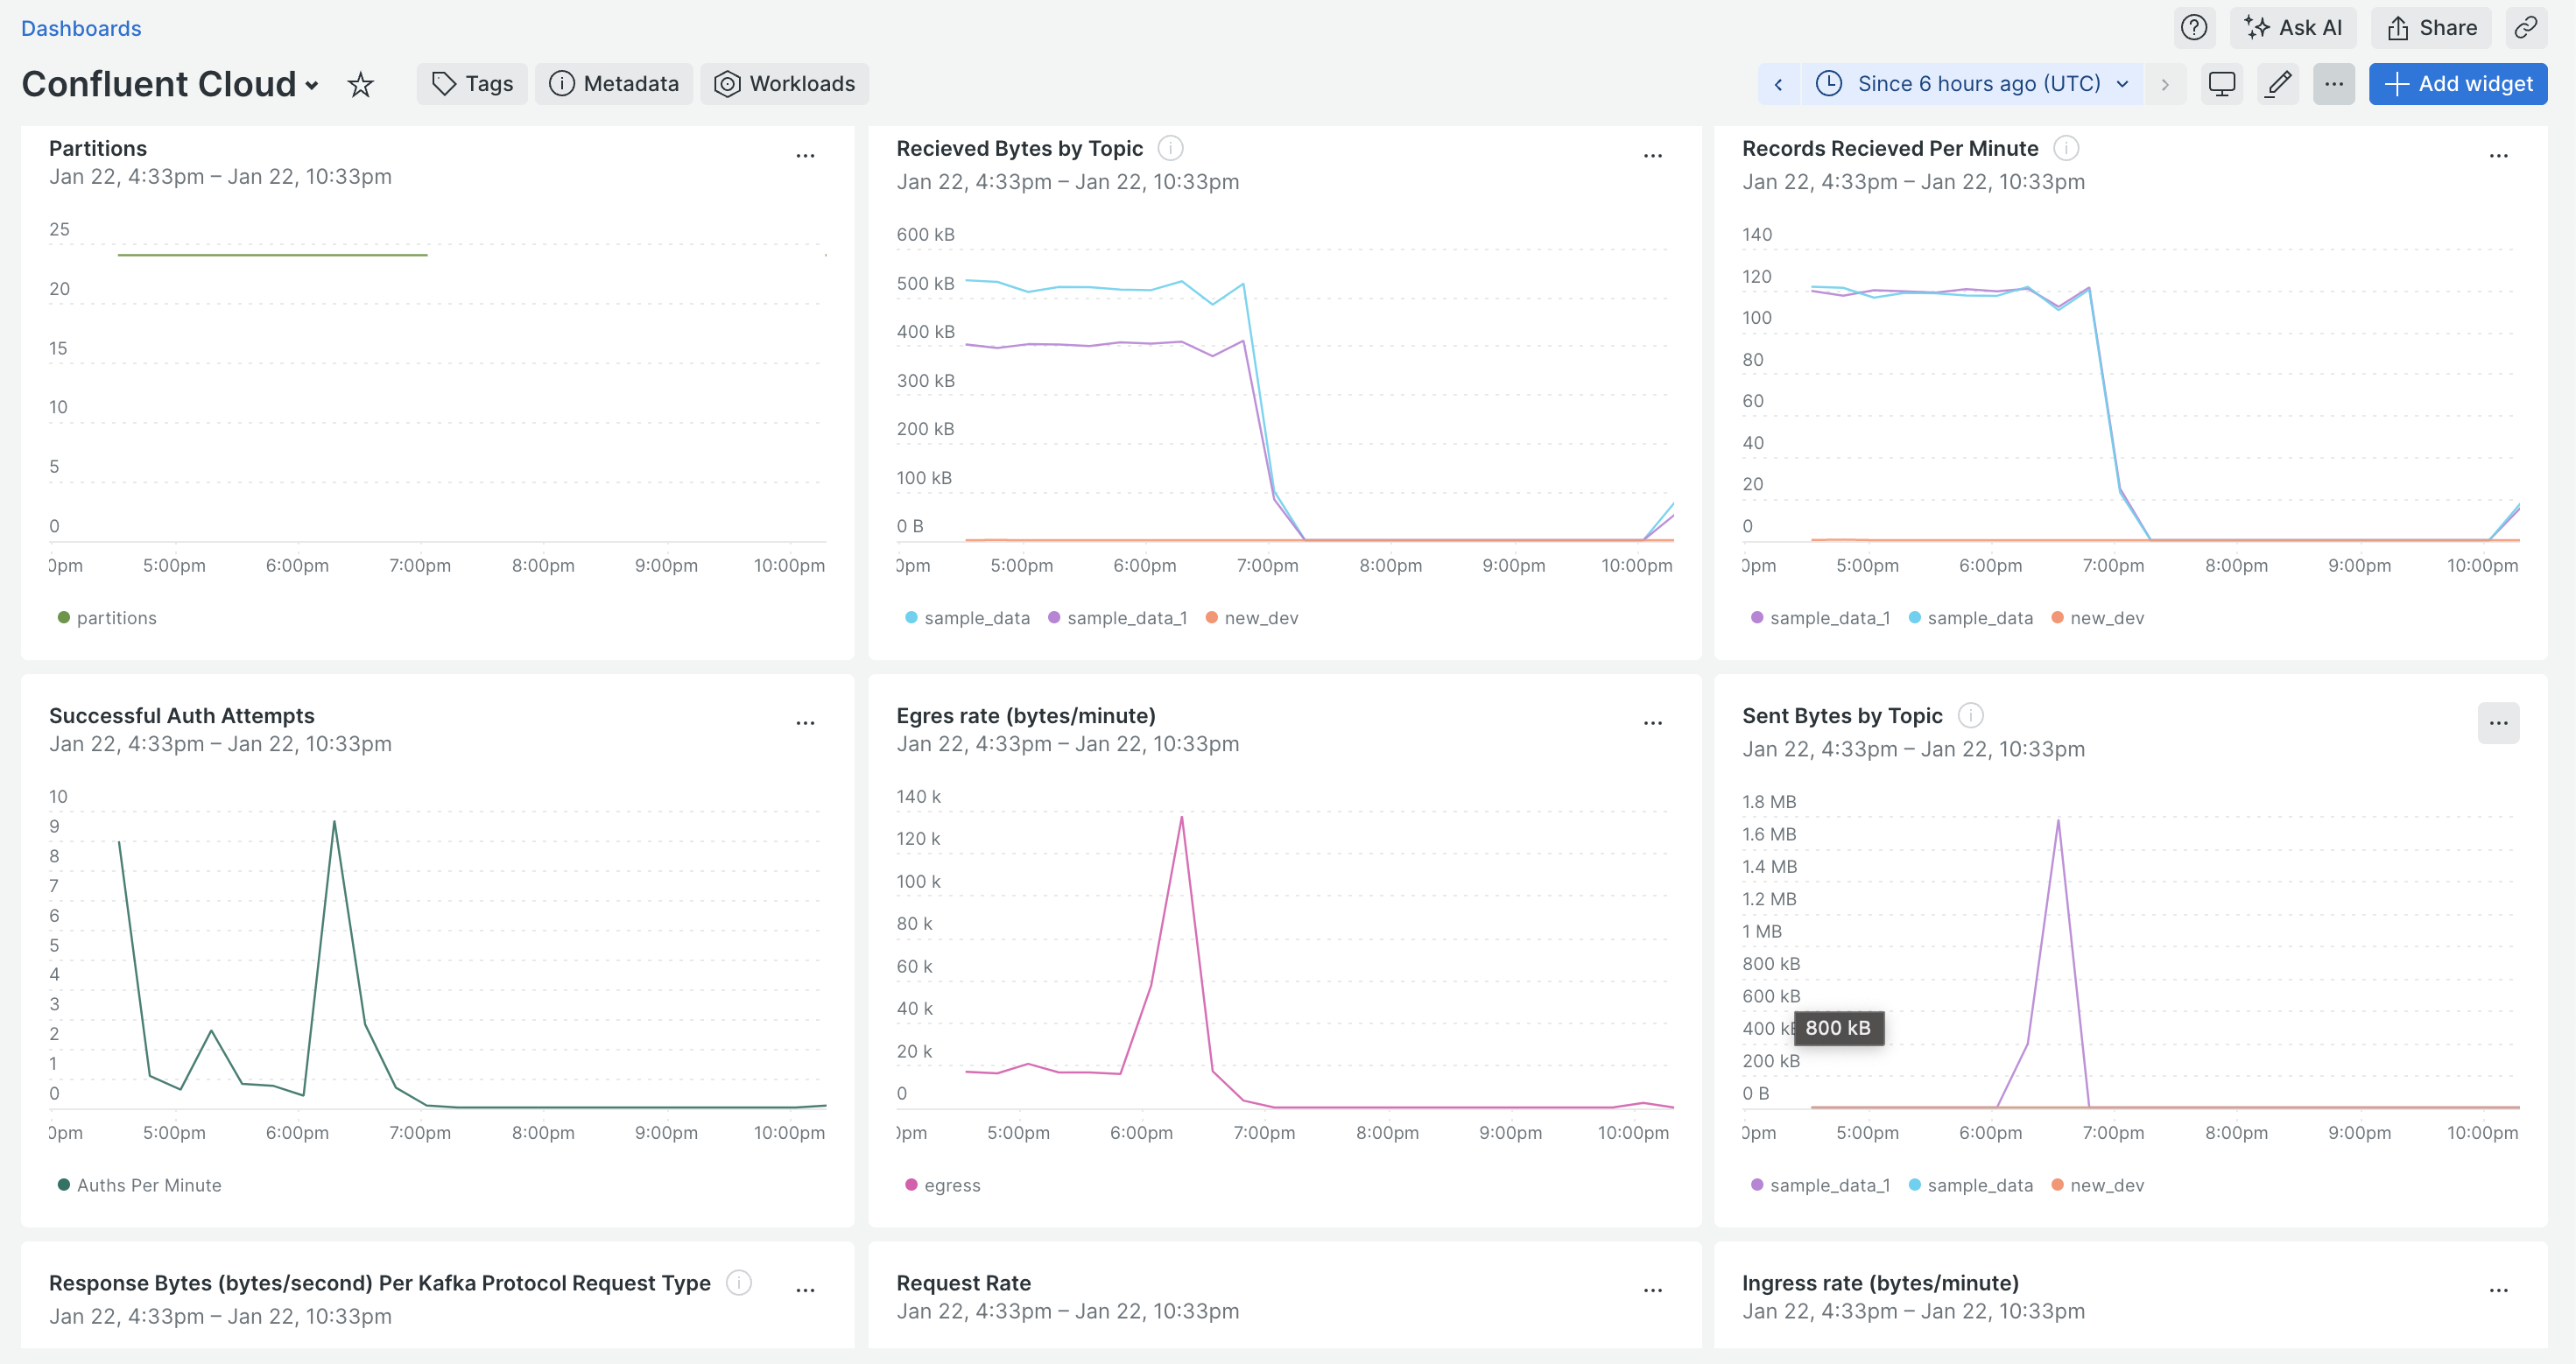 Dashboards
Ask AI
Share
Confluent Cloud
Tags
Metadata
Workloads
Since 6 hours ago (UTC)
Add widget
Partitions
Jan 22, 4:33pm – Jan 22, 10:33pm
25
20
15
10
5
0
0pm 5:00pm 6:00pm 7:00pm 8:00pm 9:00pm 10:00pm
partitions
Recieved Bytes by Topic
Jan 22, 4:33pm – Jan 22, 10:33pm
600 kB
500 kB
400 kB
300 kB
200 kB
100 kB
0 B
0pm 5:00pm 6:00pm 7:00pm 8:00pm 9:00pm 10:00pm
sample_data sample_data_1 new_dev
Records Recieved Per Minute
Jan 22, 4:33pm – Jan 22, 10:33pm
140
120
100
80
60
40
20
0
0pm 5:00pm 6:00pm 7:00pm 8:00pm 9:00pm 10:00pm
sample_data_1 sample_data new_dev
Successful Auth Attempts
Jan 22, 4:33pm – Jan 22, 10:33pm
10
9
8
7
6
5
4
3
2
1
0
0pm 5:00pm 6:00pm 7:00pm 8:00pm 9:00pm 10:00pm
Auths Per Minute
Egres rate (bytes/minute)
Jan 22, 4:33pm – Jan 22, 10:33pm
140 k
120 k
100 k
80 k
60 k
40 k
20 k
0
0pm 5:00pm 6:00pm 7:00pm 8:00pm 9:00pm 10:00pm
egress
Sent Bytes by Topic
Jan 22, 4:33pm – Jan 22, 10:33pm
1.8 MB
1.6 MB
1.4 MB
1.2 MB
1 MB
800 kB
600 kB
400 kB
800 kB
200 kB
0 B
0pm 5:00pm 6:00pm 7:00pm 8:00pm 9:00pm 10:00pm
sample_data_1 sample_data new_dev
Response Bytes (bytes/second) Per Kafka Protocol Request Type
Jan 22, 4:33pm – Jan 22, 10:33pm
Request Rate
Jan 22, 4:33pm – Jan 22, 10:33pm
Ingress rate (bytes/minute)
Jan 22, 4:33pm – Jan 22, 10:33pm